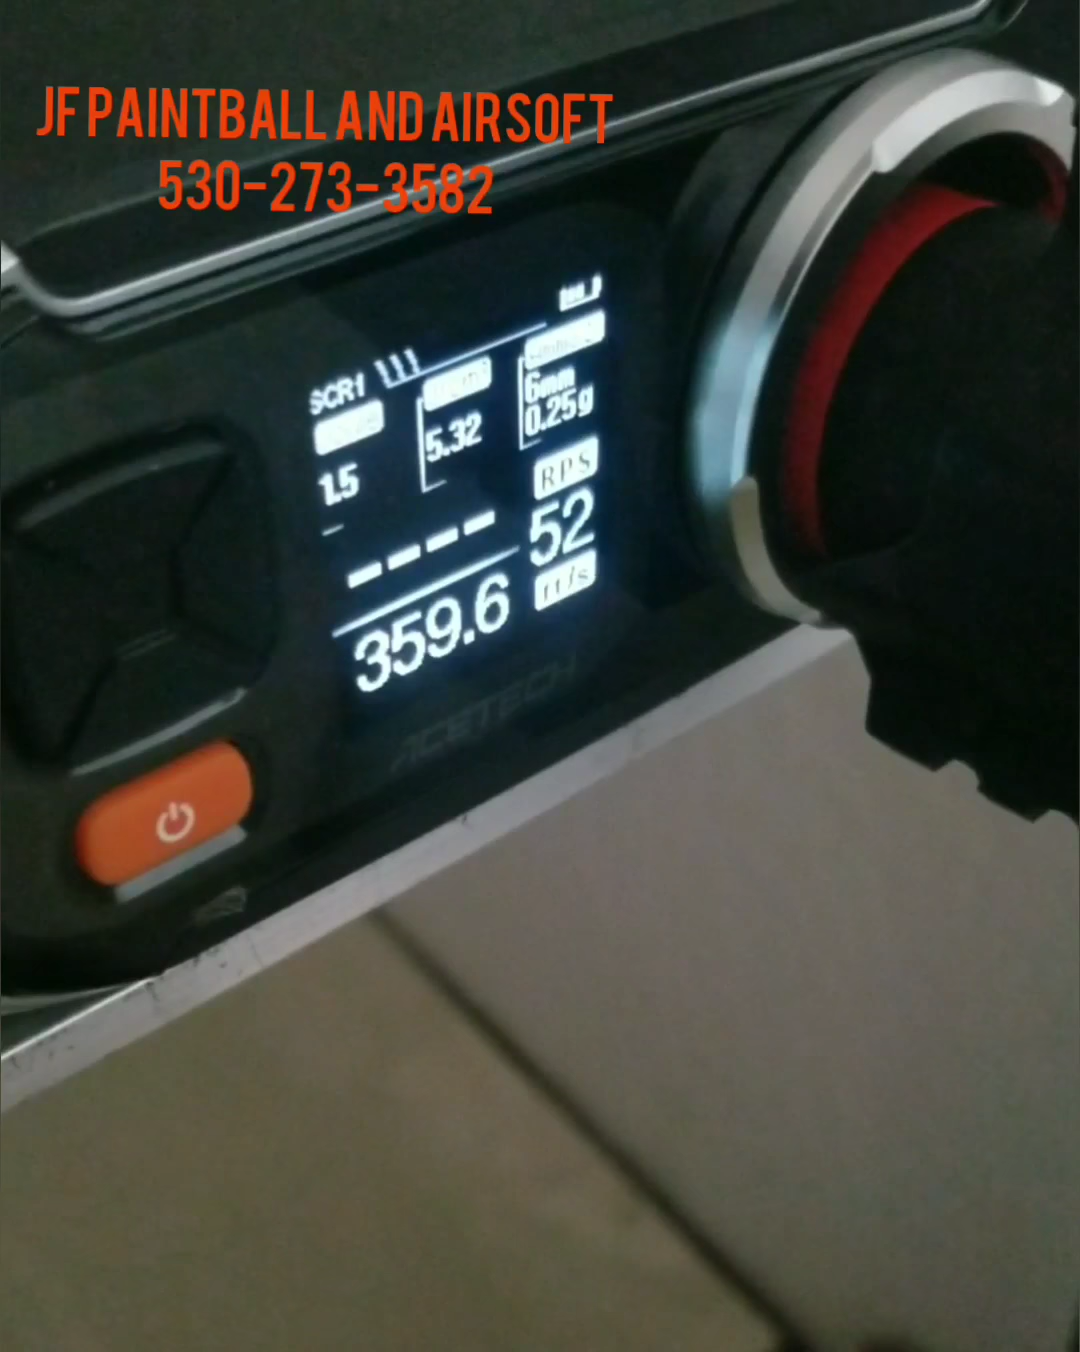 JF PAINTBALL AND AIRSOFT
530-273-3582
SCR1
1.5
5.32
6mm
0.25g
RPS
52
359.6
ft/s
ACETECH